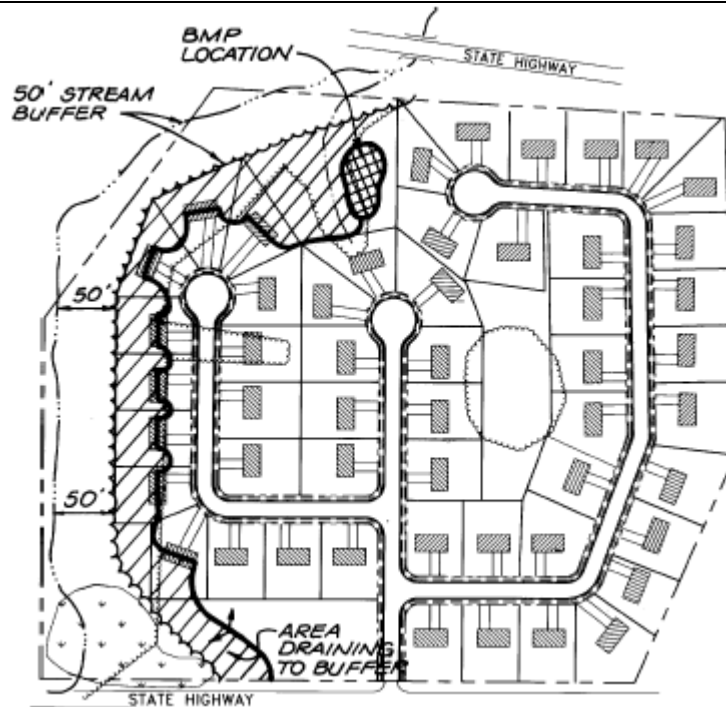 BMP
LOCATION
STATE HIGHWAY
50' STREAM
BUFFER
50'
50'
AREA
DRAINING
TO BUFFER
STATE HIGHWAY